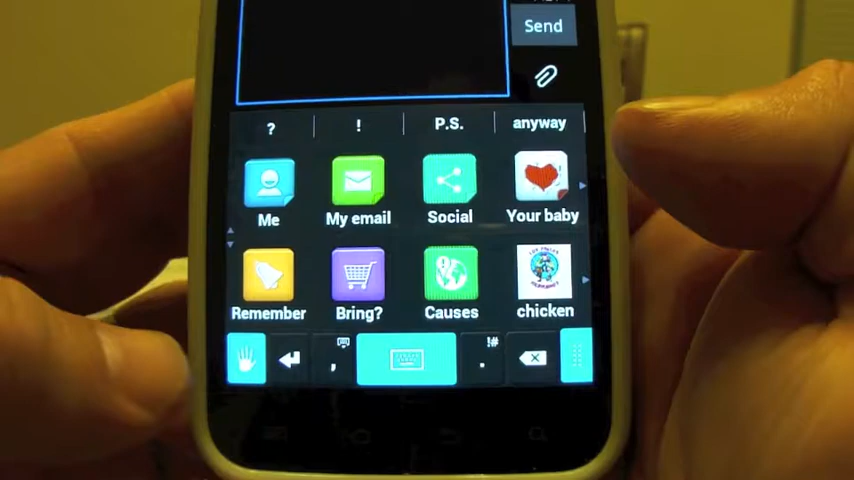 Send
? ! P.S. anyway
Me My email Social Your baby
Remember Bring? Causes chicken
, !# .